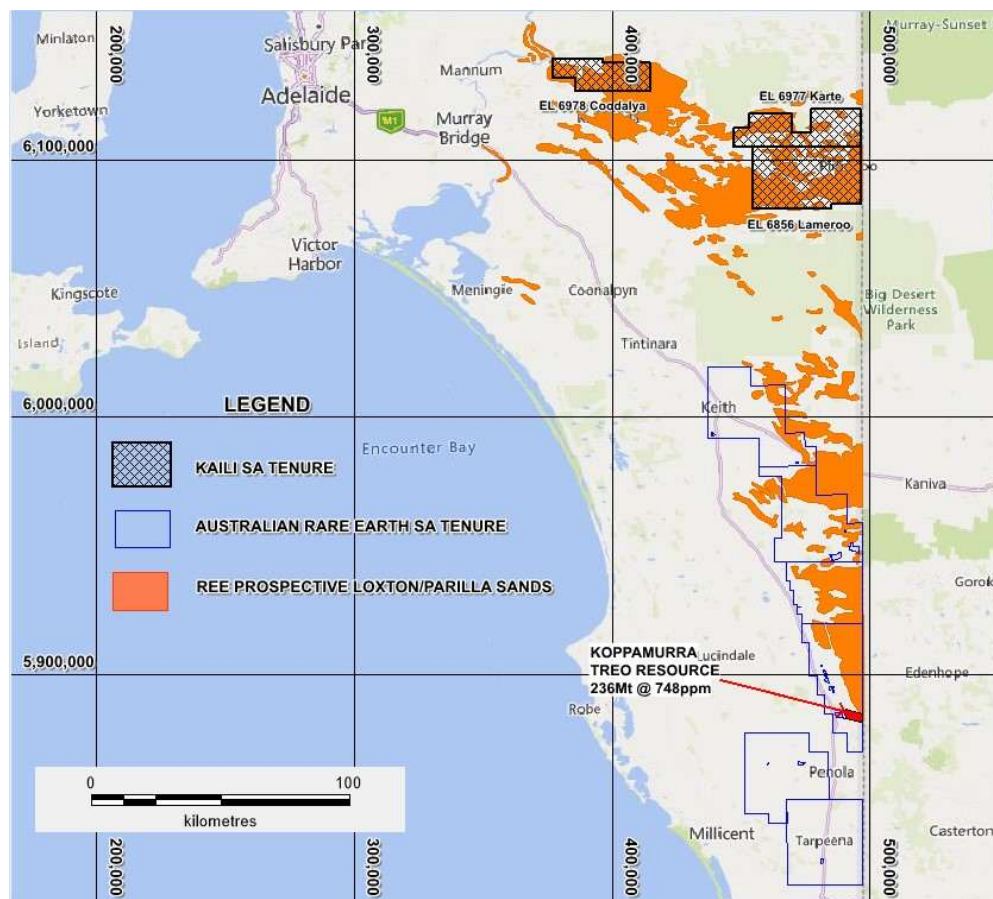 Minlaton
Salisbury Par
Murray-Sunset
200,000
300,000
400,000
500,000
Mannum
Adelaide
Yorketown
EL 6978 Coodalya
EL 6977 Karte
M1
Murray
Bridge
6,100,000
EL 6856 Lameroo
Victor
Harbor
Kingscote
Meningie
Coonalpyn
Big Desert
Wilderness
Park
Island
Tintinara
6,000,000
LEGEND
Keith
Encounter Bay
KAILI SA TENURE
Kaniva
AUSTRALIAN RARE EARTH SA TENURE
REE PROSPECTIVE LOXTON/PARILLA SANDS
Gorok
KOPPAMURRA
TREO RESOURCE
236Mt @ 748ppm
Lucindale
5,900,000
Edenhope
Robe
0
100
kilometres
Penola
Millicent
Tarpeena
Casterton
200,000
300,000
400,000
500,000